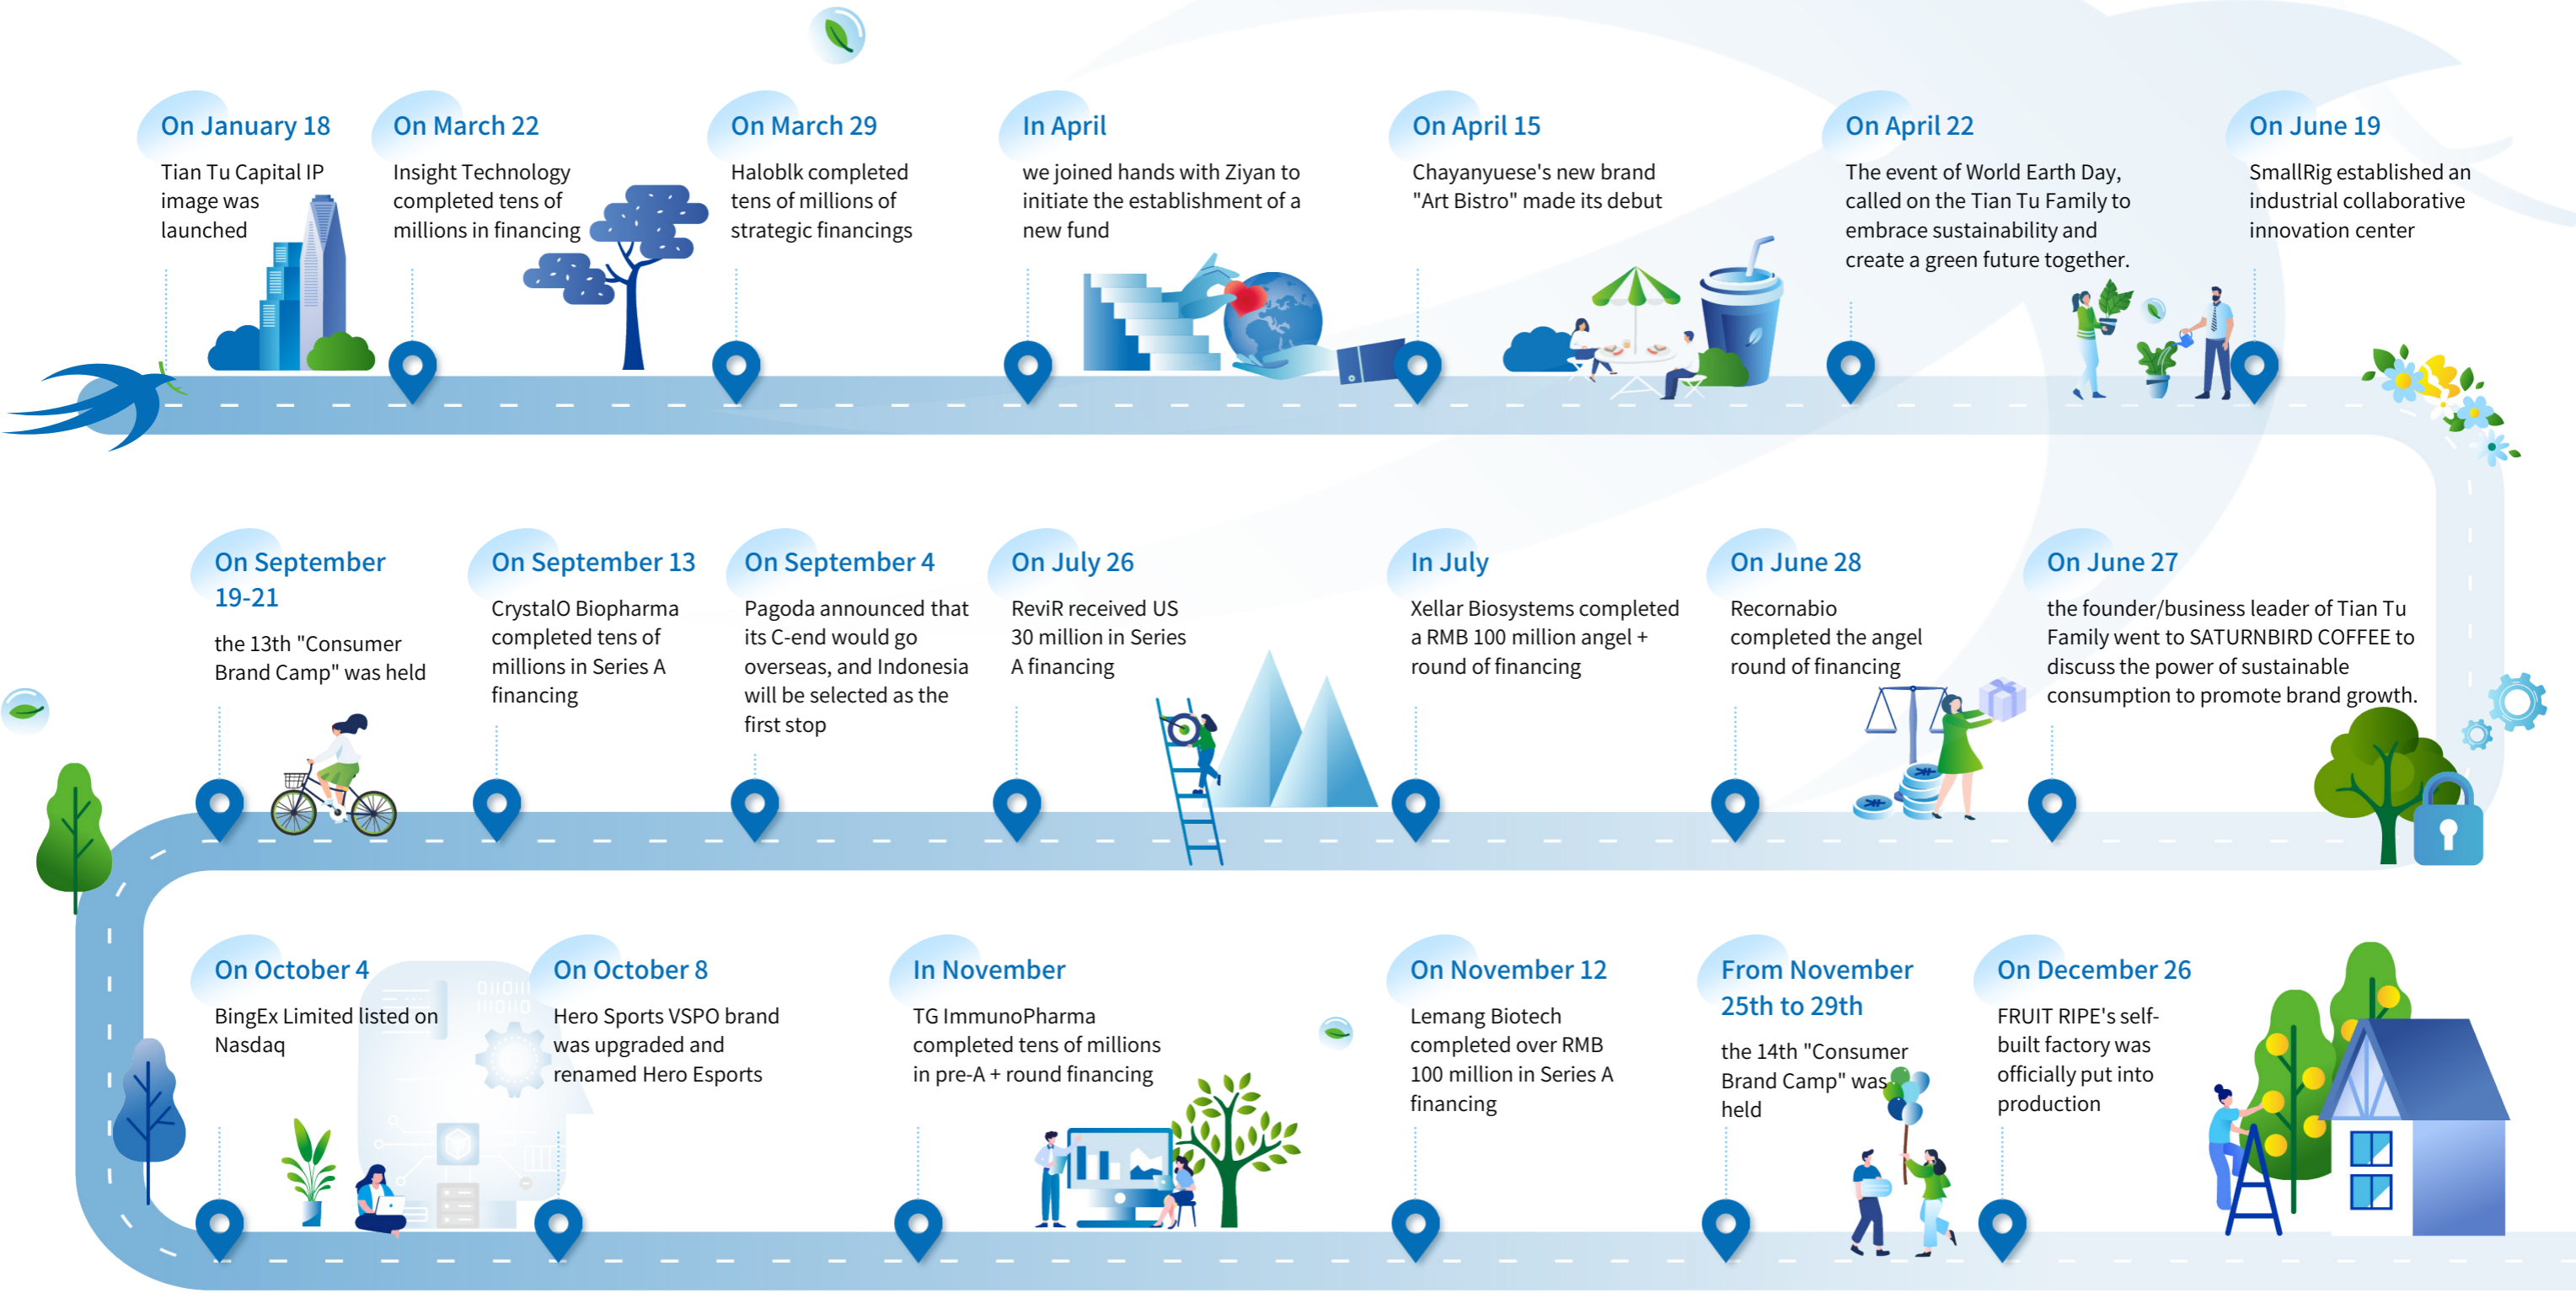 On January 18
Tian Tu Capital IP
image was
launched
On March 22
Insight Technology
completed tens of
millions in financing
On March 29
Haloblk completed
tens of millions of
strategic financings
In April
we joined hands with Ziyan to
initiate the establishment of a
new fund
On April 15
Chayanyuese's new brand
"Art Bistro" made its debut
On April 22
The event of World Earth Day,
called on the Tian Tu Family to
embrace sustainability and
create a green future together.
On June 19
SmallRig established an
industrial collaborative
innovation center
On September
19-21
the 13th "Consumer
Brand Camp" was held
On September 13
CrystalO Biopharma
completed tens of
millions in Series A
financing
On September 4
Pagoda announced that
its C-end would go
overseas, and Indonesia
will be selected as the
first stop
On July 26
ReviR received US
30 million in Series
A financing
In July
Xellar Biosystems completed
a RMB 100 million angel +
round of financing
On June 28
Recornabio
completed the angel
round of financing
On June 27
the founder/business leader of Tian Tu
Family went to SATURNBIRD COFFEE to
discuss the power of sustainable
consumption to promote brand growth.
On October 4
BingEx Limited listed on
Nasdaq
On October 8
Hero Sports VSPO brand
was upgraded and
renamed Hero Esports
In November
TG ImmunoPharma
completed tens of millions
in pre-A + round financing
On November 12
Lemang Biotech
completed over RMB
100 million in Series A
financing
From November
25th to 29th
the 14th "Consumer
Brand Camp" was
held
On December 26
FRUIT RIPE's self-
built factory was
officially put into
production